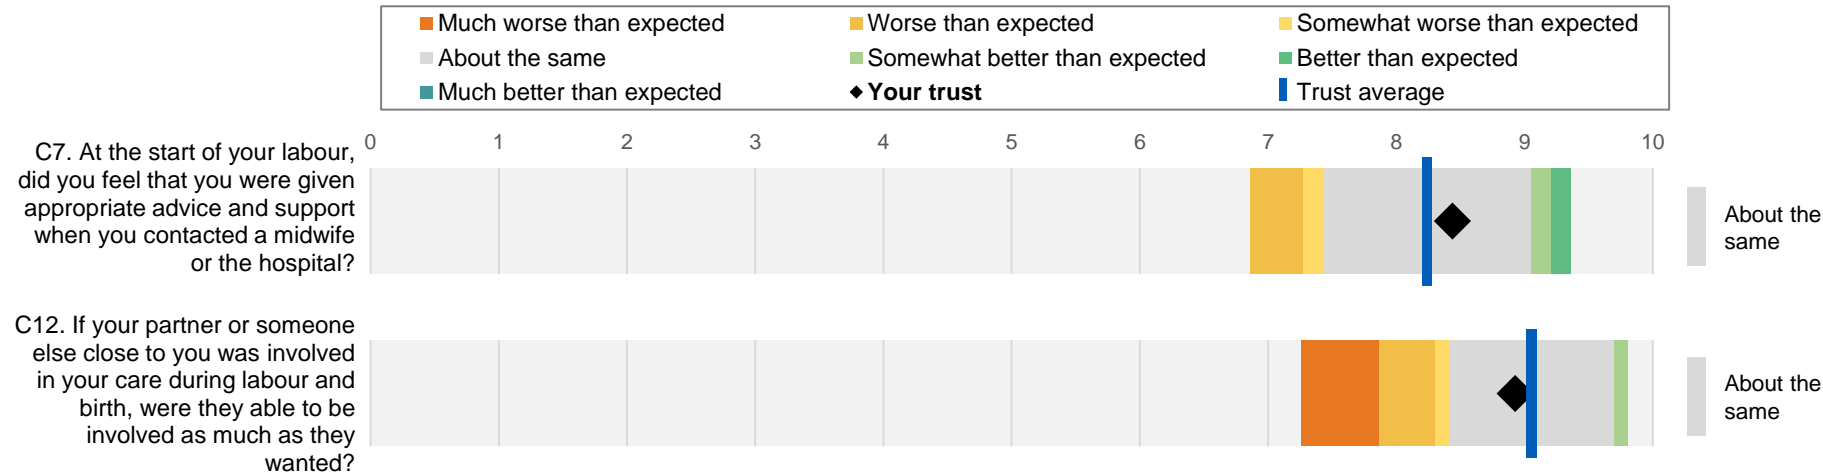 Much worse than expected
Worse than expected
Somewhat worse than expected
About the same
Somewhat better than expected
Better than expected
Much better than expected
Your trust
Trust average
0 1 2 3 4 5 6 7 8 9 10
C7. At the start of your labour,
did you feel that you were given
appropriate advice and support
when you contacted a midwife
or the hospital?
About the
same
C12. If your partner or someone
else close to you was involved
in your care during labour and
birth, were they able to be
involved as much as they
wanted?
About the
same